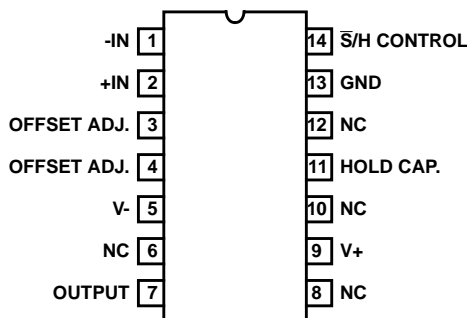 -IN 1 14 S̅/H CONTROL
+IN 2 13 GND
OFFSET ADJ. 3 12 NC
OFFSET ADJ. 4 11 HOLD CAP.
V- 5 10 NC
NC 6 9 V+
OUTPUT 7 8 NC